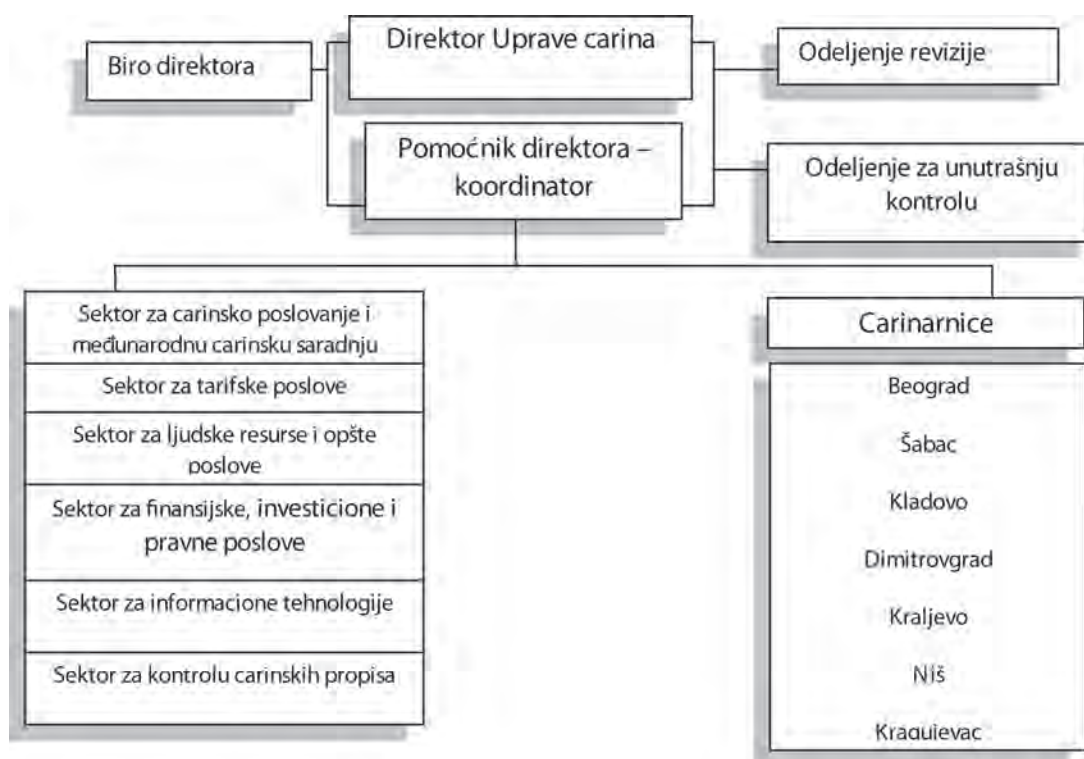 Direktor Uprave carina
Biro direktora
Odeljenje revizije
Pomoćnik direktora –
koordinator
Odeljenje za unutrašnju
kontrolu
Sektor za carinsko poslovanje i
međunarodnu carinsku saradnju
Sektor za tarifske poslove
Sektor za ljudske resurse i opšte
poslove
Sektor za finansijske, investicione i
pravne poslove
Sektor za informacione tehnologije
Sektor za kontrolu carinskih propisa
Carinarnice
Beograd
Šabac
Kladovo
Dimitrovgrad
Kraljevo
Niš
Kragujevac